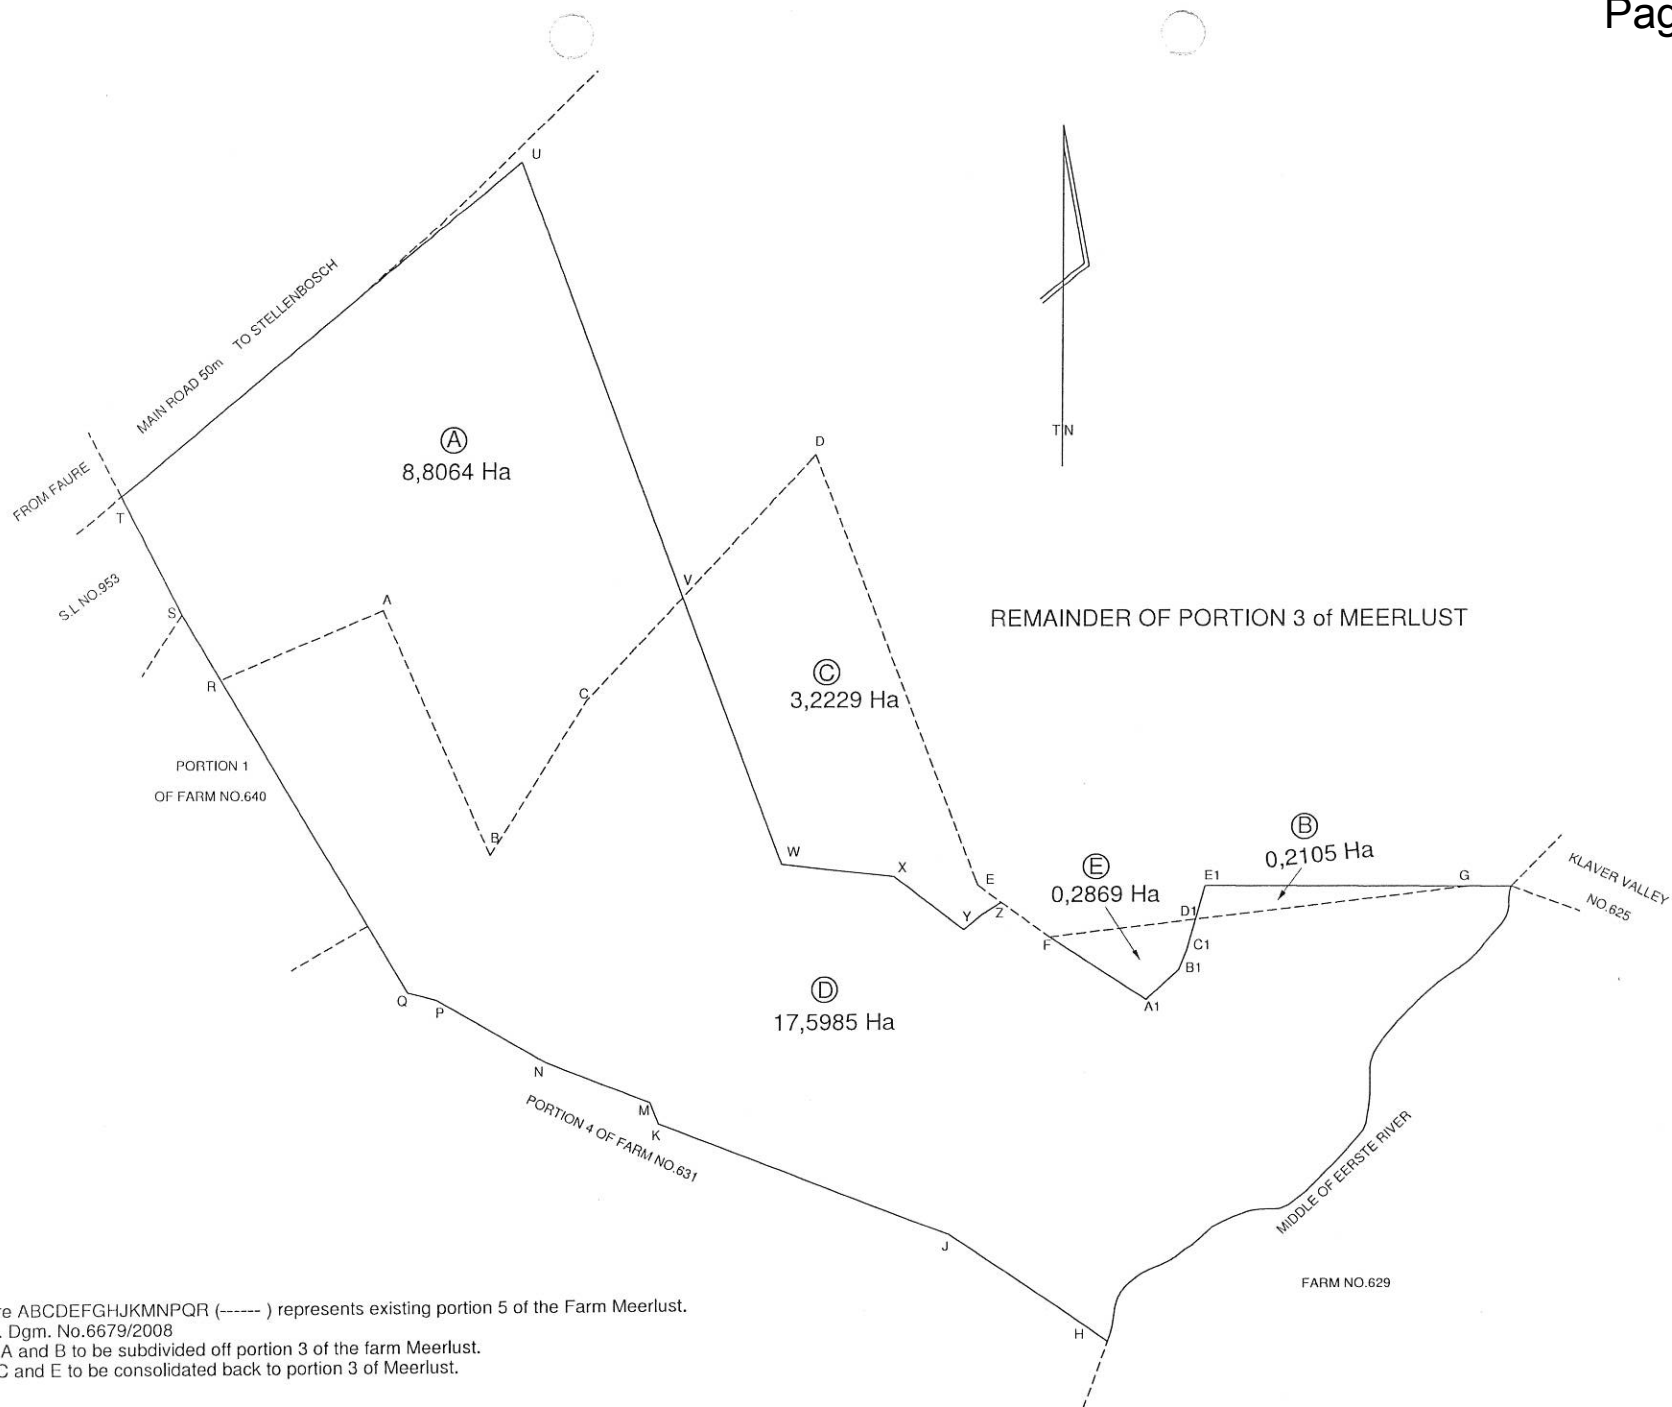 Pag
U
MAIN ROAD 50m TO STELLENBOSCH
FROM FAURE
T
S.L NO.953
S
R
A
8,8064 Ha
A
B
C
V
D
TN
REMAINDER OF PORTION 3 of MEERLUST
C
3,2229 Ha
PORTION 1
OF FARM NO.640
W
X
E
Y
Z
E
0,2869 Ha
B
0,2105 Ha
E1
G
D1
F
C1
B1
A1
KLAVER VALLEY
NO.625
D
17,5985 Ha
Q
P
N
M
K
PORTION 4 OF FARM NO.631
J
H
MIDDLE OF EERSTE RIVER
FARM NO.629
re ABCDEFGHJKMNPQR (------ ) represents existing portion 5 of the Farm Meerlust.
. Dgm. No.6679/2008
A and B to be subdivided off portion 3 of the farm Meerlust.
C and E to be consolidated back to portion 3 of Meerlust.